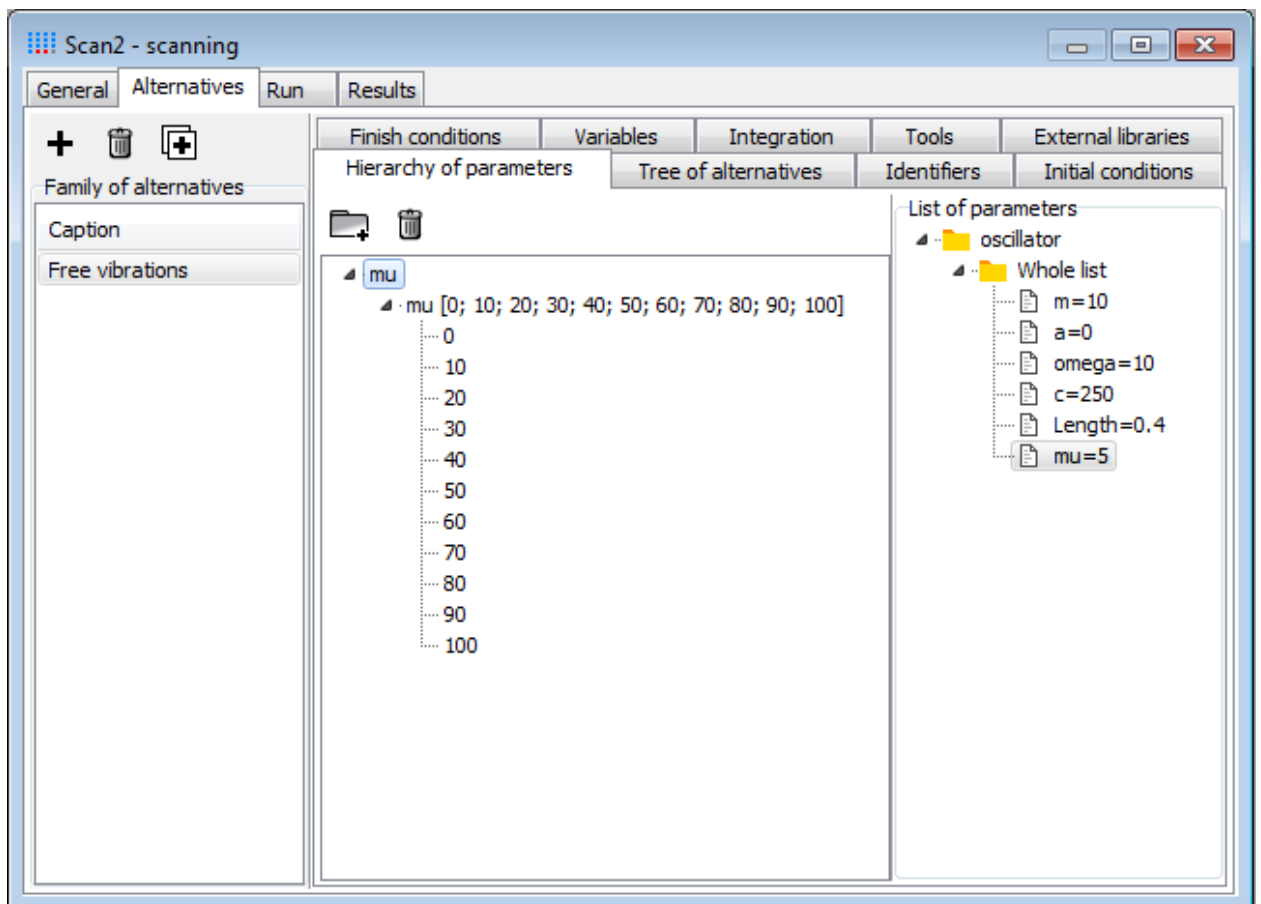 Scan2 - scanning
General Alternatives Run Results
Finish conditions Variables Integration Tools External libraries
Hierarchy of parameters Tree of alternatives Identifiers Initial conditions
Family of alternatives
Caption
Free vibrations
mu
mu [0; 10; 20; 30; 40; 50; 60; 70; 80; 90; 100]
0
10
20
30
40
50
60
70
80
90
100
List of parameters
oscillator
Whole list
m=10
a=0
omega=10
c=250
Length=0.4
mu=5